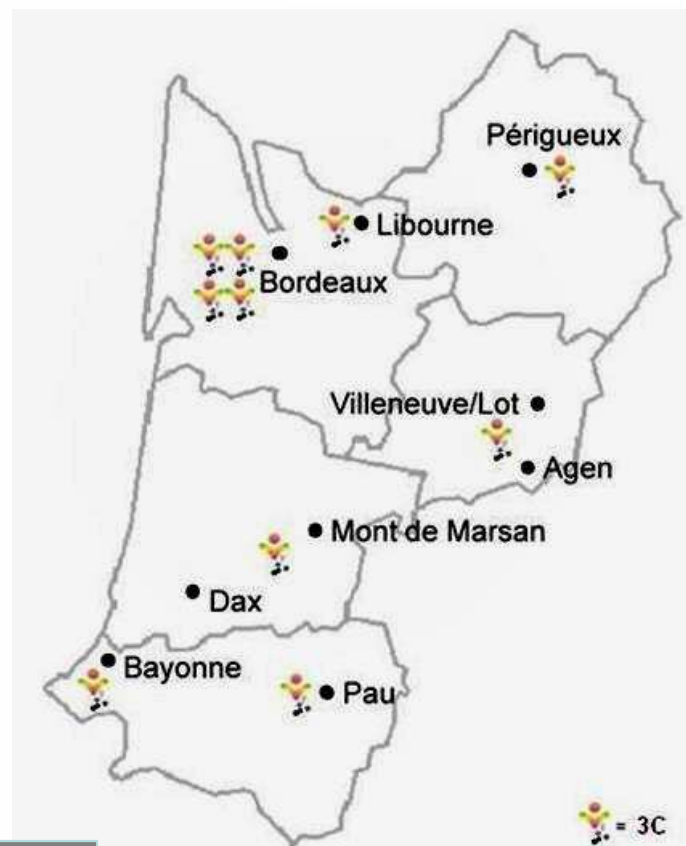 Périgueux
Libourne
Bordeaux
Villeneuve/Lot
Agen
Mont de Marsan
Dax
Bayonne
Pau
= 3C